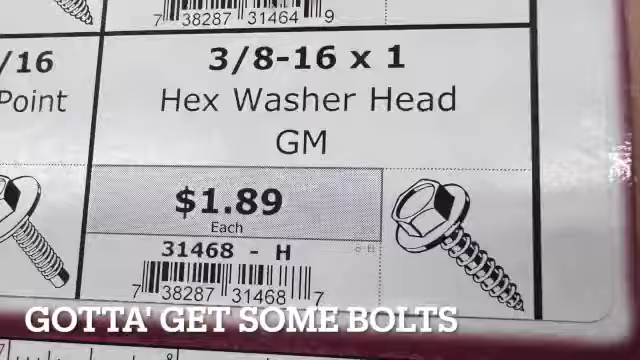 7 38287 31464 9
/16
Point
3/8-16 x 1
Hex Washer Head
GM
$1.89
Each
31468 - H
7 38287 31468 7
GOTTA' GET SOME BOLTS